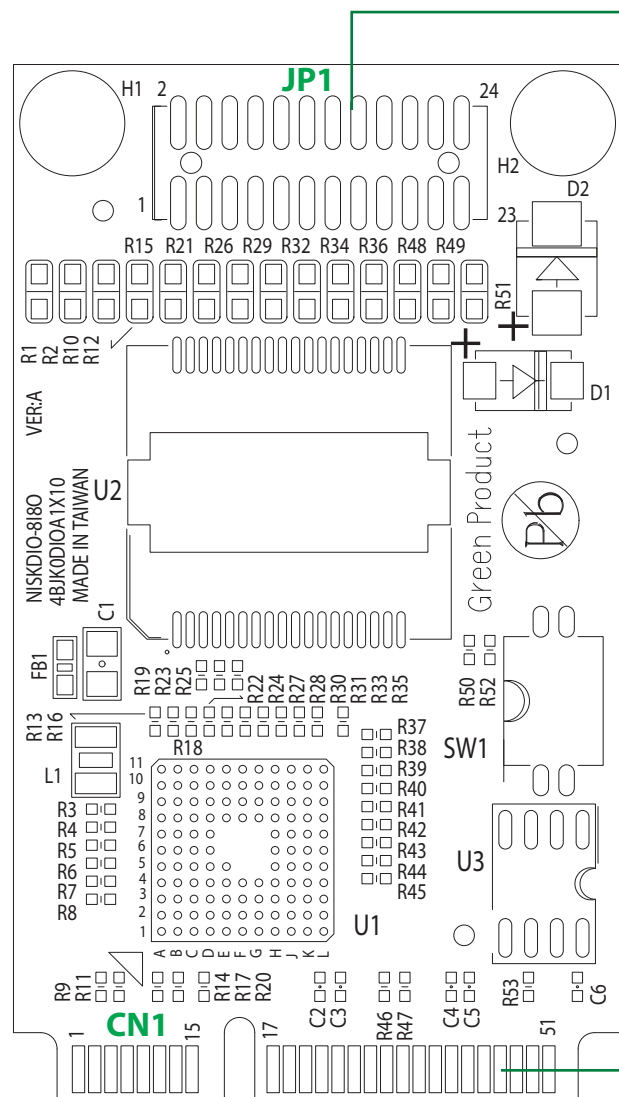 JP1
H1
2
24
H2
1
D2
23
R15 R21 R26 R29 R32 R34 R36 R48 R49
R51
R1
R2
R10
R12
D1
VER:A
U2
NISKDIO-8I8O
4BJK0DIOA1X10
MADE IN TAIWAN
Green Product
Pb
C1
FB1
R19
R23
R25
R22
R24
R27
R28
R30
R31
R33
R35
R50
R52
R13
R16
R18
R37
R38
R39
R40
R41
R42
R43
R44
R45
SW1
L1
R3
R4
R5
R6
R7
R8
11
10
9
8
7
6
5
4
3
2
1
A B C D E F G H J K L
U1
U3
R9
R11
R14
R17
R20
C2
C3
R46
R47
C4
C5
R53
C6
CN1
1
15
17
51